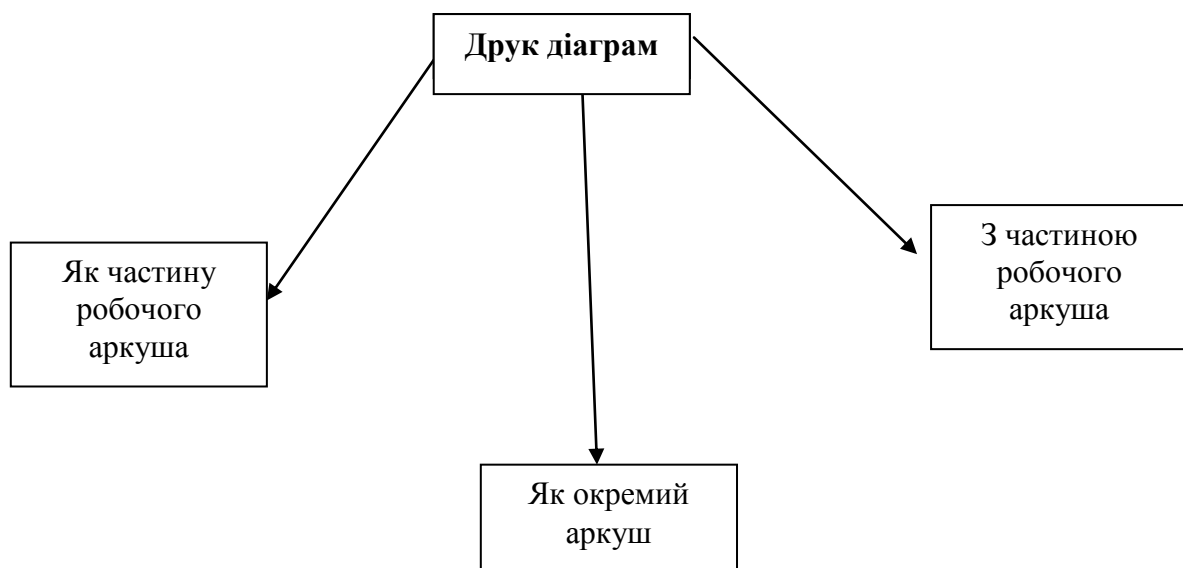 Друк діаграм
Як частину
робочого
аркуша
З частиною
робочого
аркуша
Як окремий
аркуш